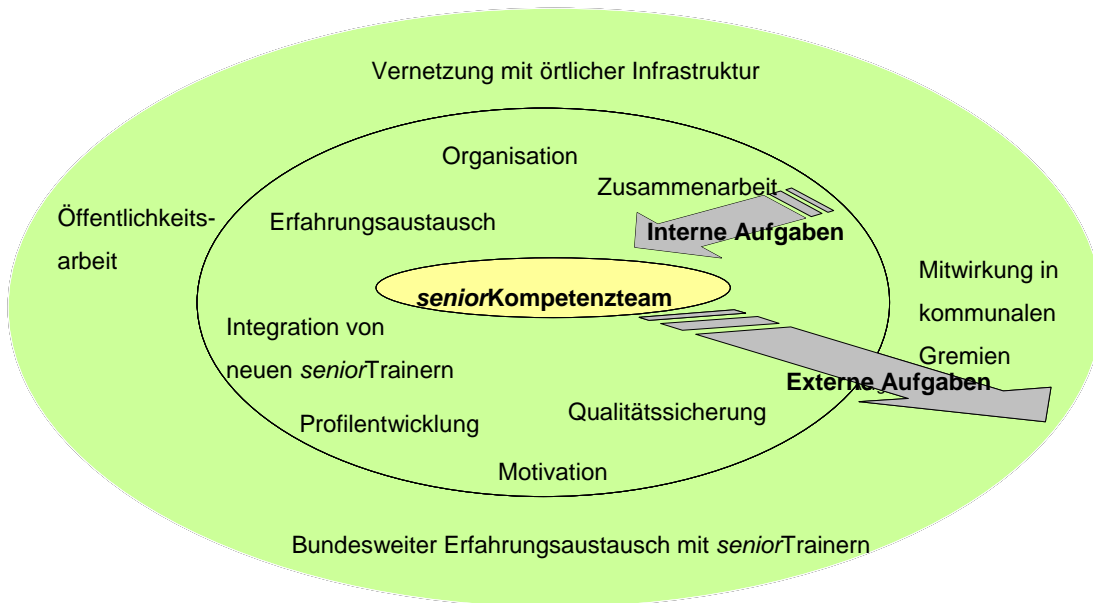 Vernetzung mit örtlicher Infrastruktur
Organisation
Zusammenarbeit
Öffentlichkeits-
arbeit
Erfahrungsaustausch
Interne Aufgaben
Mitwirkung in
kommunalen
Gremien
seniorKompetenzteam
Integration von
neuen seniorTrainern
Externe Aufgaben
Profilentwicklung
Qualitätssicherung
Motivation
Bundesweiter Erfahrungsaustausch mit seniorTrainern